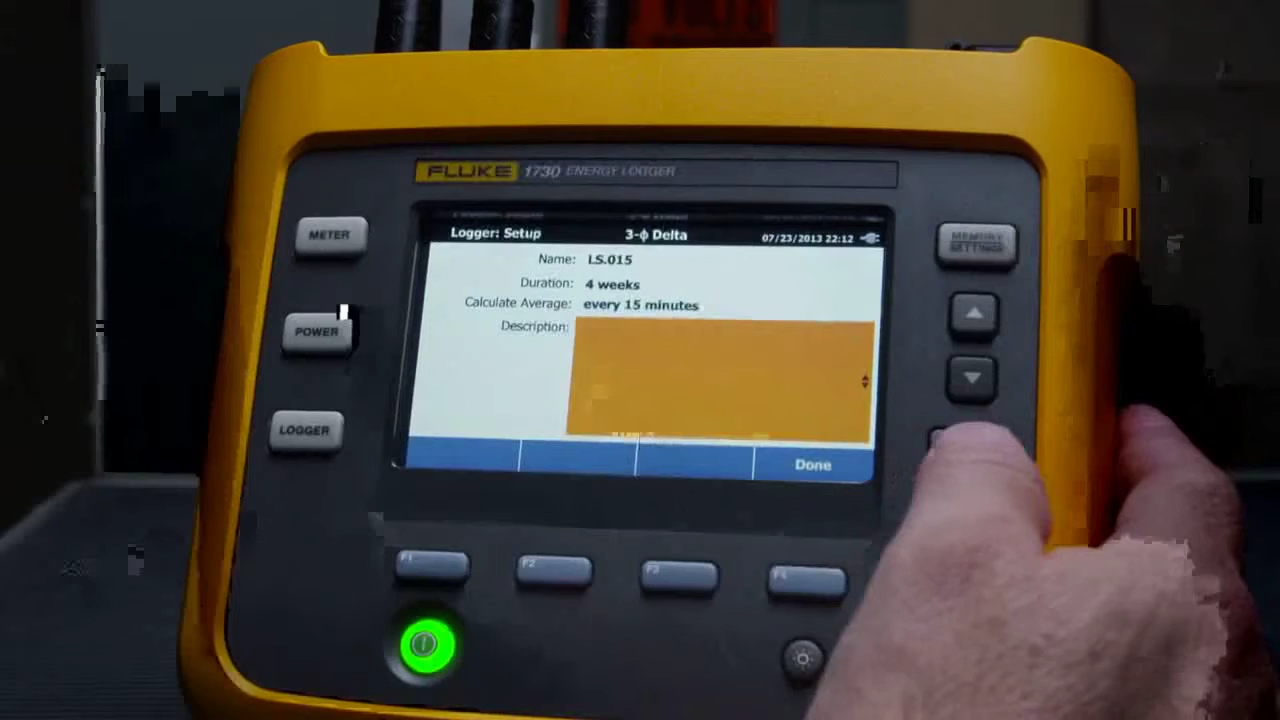 FLUKE 1730 ENERGY LOGGER
Logger: Setup 3-ϕ Delta 07/23/2013 22:12
Name: LS.015
Duration: 4 weeks
Calculate Average: every 15 minutes
Description:
Done
METER
POWER
LOGGER
MEMORY
SETTINGS
F1
F2
F3
F4